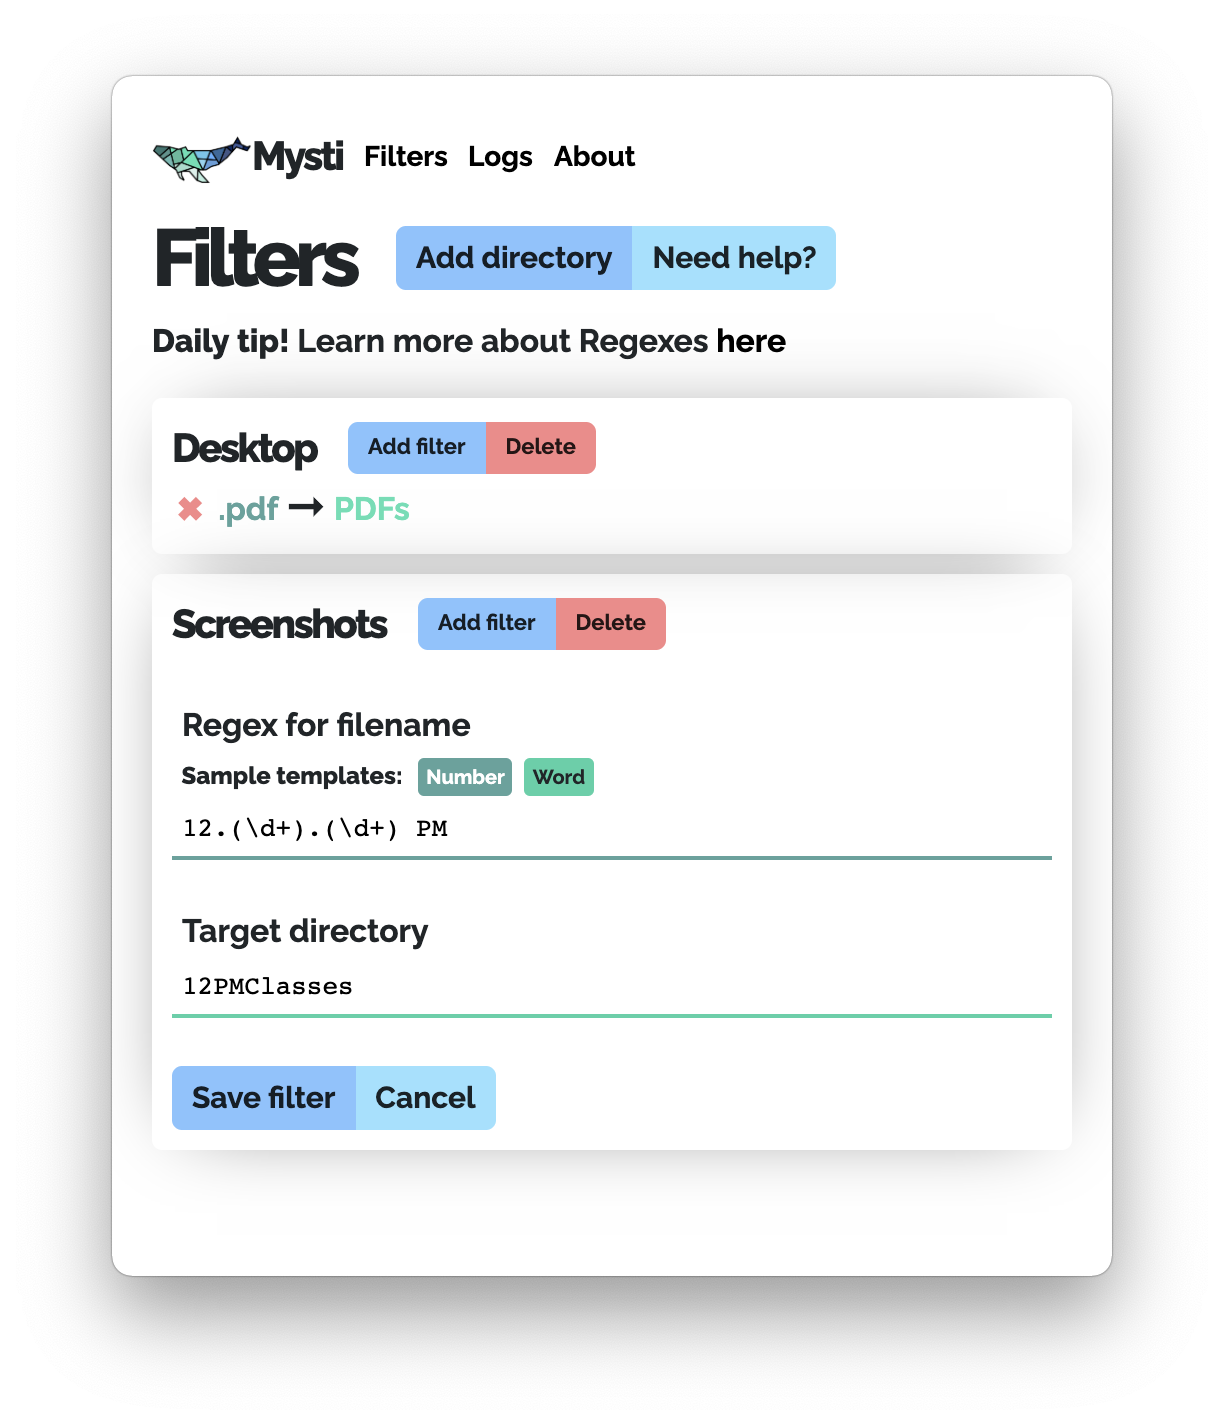 Mysti Filters Logs About
Filters Add directory Need help?
Daily tip! Learn more about Regexes here
Desktop Add filter Delete
✖ .pdf → PDFs
Screenshots Add filter Delete
Regex for filename
Sample templates: Number Word
12.(\d+).(\d+) PM
Target directory
12PMClasses
Save filter Cancel